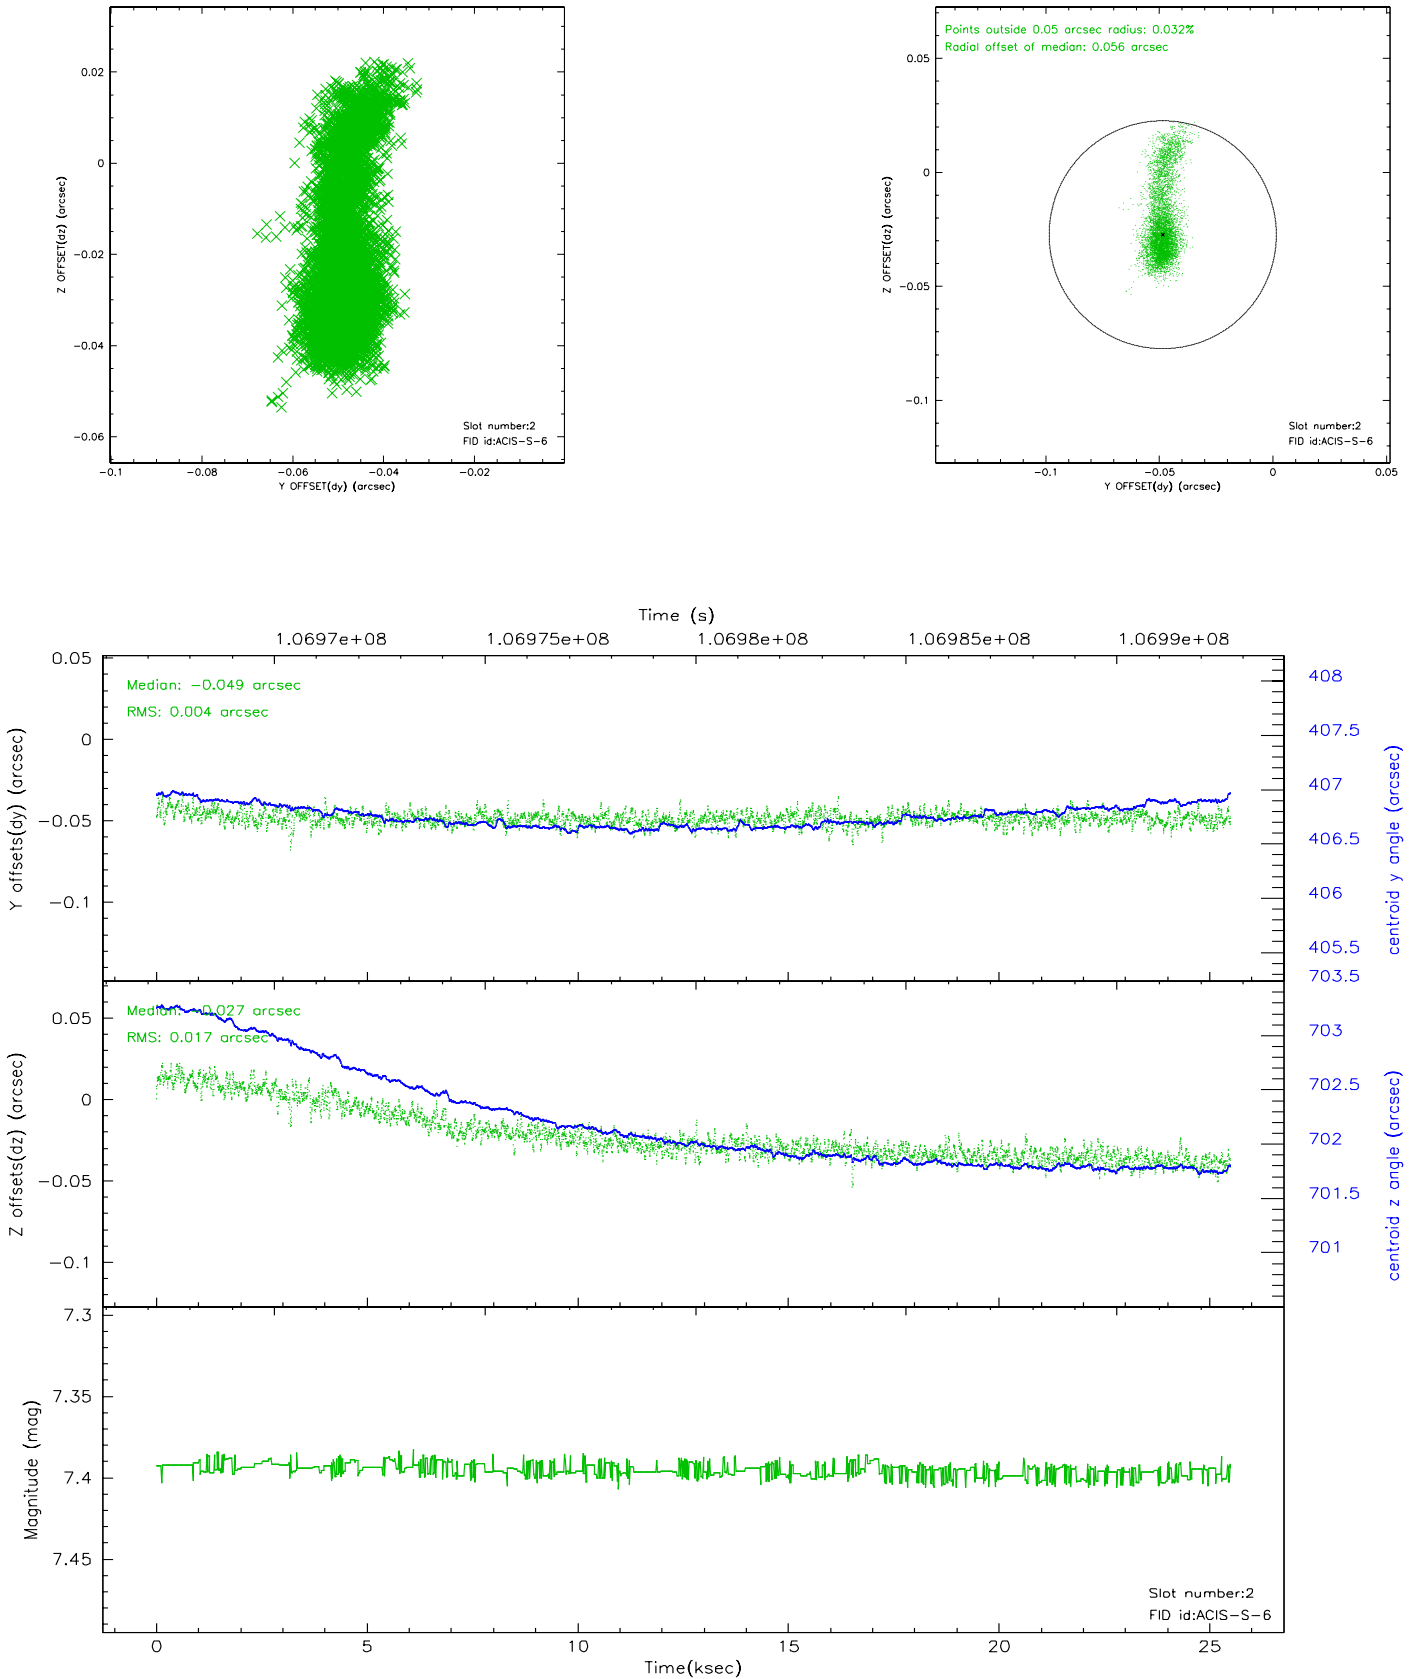 0.02
0
−0.02
−0.04
−0.06
Z OFFSET(dz) (arcsec)
Slot number:2
FID id:ACIS−S−6
−0.1
−0.08
−0.06
−0.04
−0.02
Y OFFSET(dy) (arcsec)
Points outside 0.05 arcsec radius: 0.032%
Radial offset of median: 0.056 arcsec
0.05
0
−0.05
−0.1
Z OFFSET(dz) (arcsec)
Slot number:2
FID id:ACIS−S−6
−0.1
−0.05
0
0.05
Y OFFSET(dy) (arcsec)
Time (s)
1.0697e+08
1.06975e+08
1.0698e+08
1.06985e+08
1.0699e+08
Median: −0.049 arcsec
RMS: 0.004 arcsec
0.05
0
−0.05
−0.1
Y offsets(dy) (arcsec)
408
407.5
407
406.5
406
405.5
centroid y angle (arcsec)
Median: −0.027 arcsec
RMS: 0.017 arcsec
0.05
0
−0.05
−0.1
Z offsets(dz) (arcsec)
703.5
703
702.5
702
701.5
701
centroid z angle (arcsec)
7.3
7.35
7.4
7.45
Magnitude (mag)
Slot number:2
FID id:ACIS−S−6
0
5
10
15
20
25
Time(ksec)